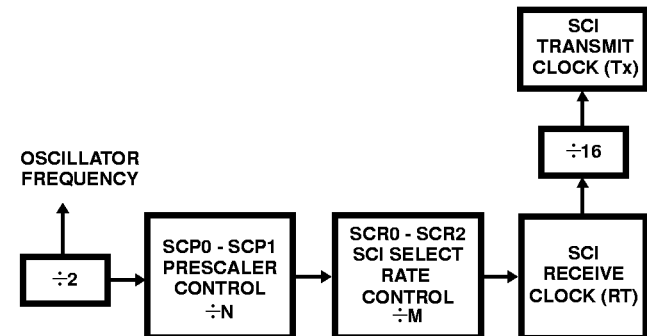 SCI
TRANSMIT
CLOCK (Tx)
÷16
OSCILLATOR
FREQUENCY
÷2
SCP0 - SCP1
PRESCALER
CONTROL
÷N
SCR0 - SCR2
SCI SELECT
RATE
CONTROL
÷M
SCI
RECEIVE
CLOCK (RT)